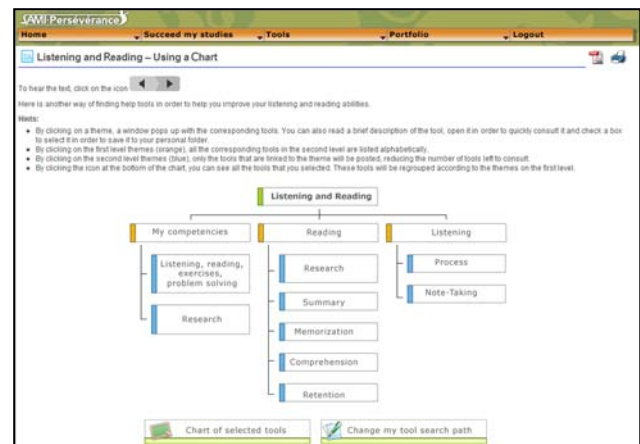 SAMI-Persévérance
Home Succeed my studies Tools Portfolio Logout
Listening and Reading – Using a Chart
To hear the text, click on the icon
Here is another way of finding help tools in order to help you improve your listening and reading abilities.
Hints:
By clicking on a theme, a window pops up with the corresponding tools. You can also read a brief description of the tool, open it in order to quickly consult it and check a box
to select it in order to save it to your personal folder.
By clicking on the first level themes (orange), all the corresponding tools in the second level are listed alphabetically.
By clicking on the second level themes (blue), only the tools that are linked to the theme will be posted, reducing the number of tools left to consult.
By clicking the icon at the bottom of the chart, you can see all the tools that you selected. These tools will be regrouped according to the themes on the first level.
Listening and Reading
My competencies
Reading
Listening
Listening, reading,
exercises,
problem solving
Research
Research
Summary
Memorization
Comprehension
Retention
Process
Note-Taking
Chart of selected tools
Change my tool search path